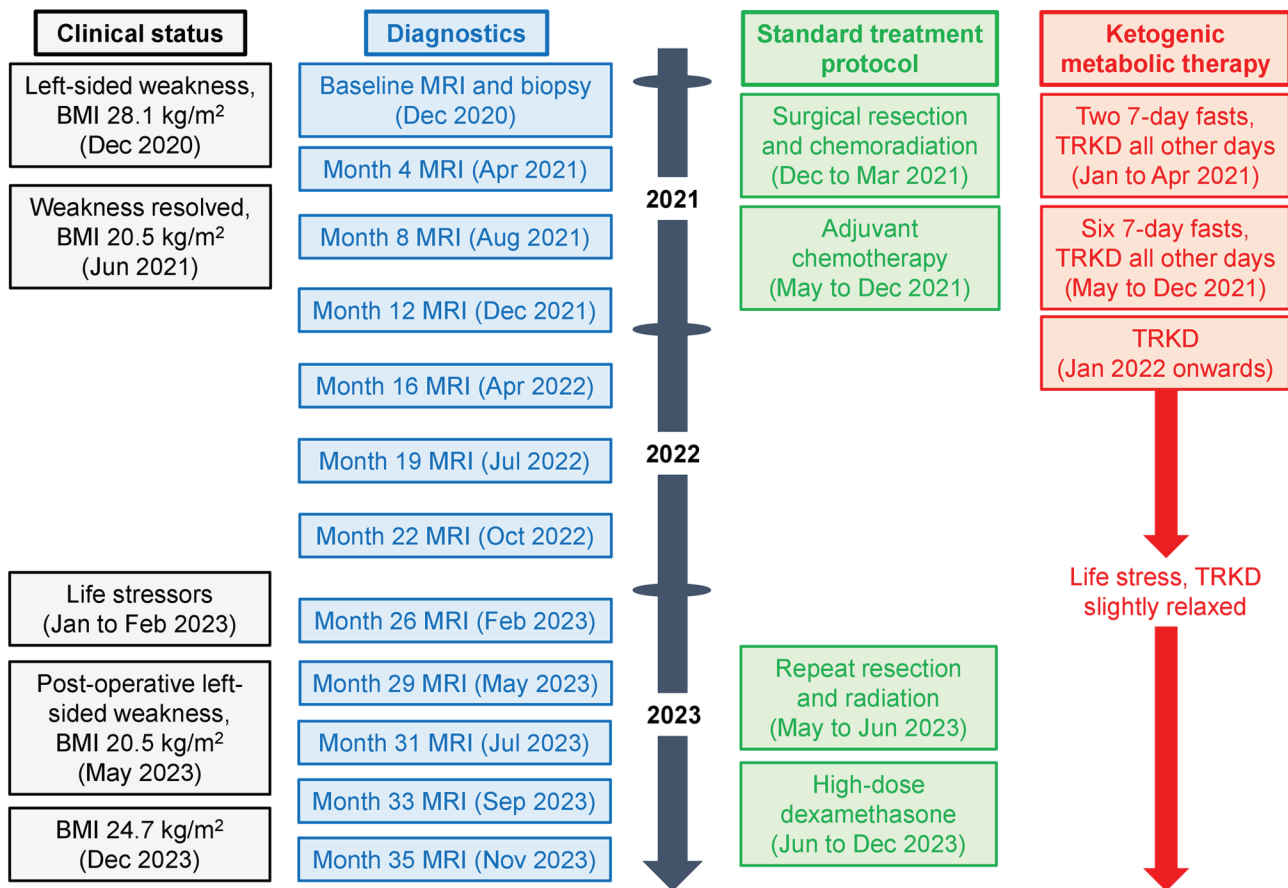 Clinical status
Left-sided weakness,
BMI 28.1 kg/m²
(Dec 2020)
Weakness resolved,
BMI 20.5 kg/m²
(Jun 2021)
Life stressors
(Jan to Feb 2023)
Post-operative left-
sided weakness,
BMI 20.5 kg/m²
(May 2023)
BMI 24.7 kg/m²
(Dec 2023)
Diagnostics
Baseline MRI and biopsy
(Dec 2020)
Month 4 MRI (Apr 2021)
Month 8 MRI (Aug 2021)
Month 12 MRI (Dec 2021)
Month 16 MRI (Apr 2022)
Month 19 MRI (Jul 2022)
Month 22 MRI (Oct 2022)
Month 26 MRI (Feb 2023)
Month 29 MRI (May 2023)
Month 31 MRI (Jul 2023)
Month 33 MRI (Sep 2023)
Month 35 MRI (Nov 2023)
2021
2022
2023
Standard treatment
protocol
Surgical resection
and chemoradiation
(Dec to Mar 2021)
Adjuvant
chemotherapy
(May to Dec 2021)
Repeat resection
and radiation
(May to Jun 2023)
High-dose
dexamethasone
(Jun to Dec 2023)
Ketogenic
metabolic therapy
Two 7-day fasts,
TRKD all other days
(Jan to Apr 2021)
Six 7-day fasts,
TRKD all other days
(May to Dec 2021)
TRKD
(Jan 2022 onwards)
Life stress, TRKD
slightly relaxed